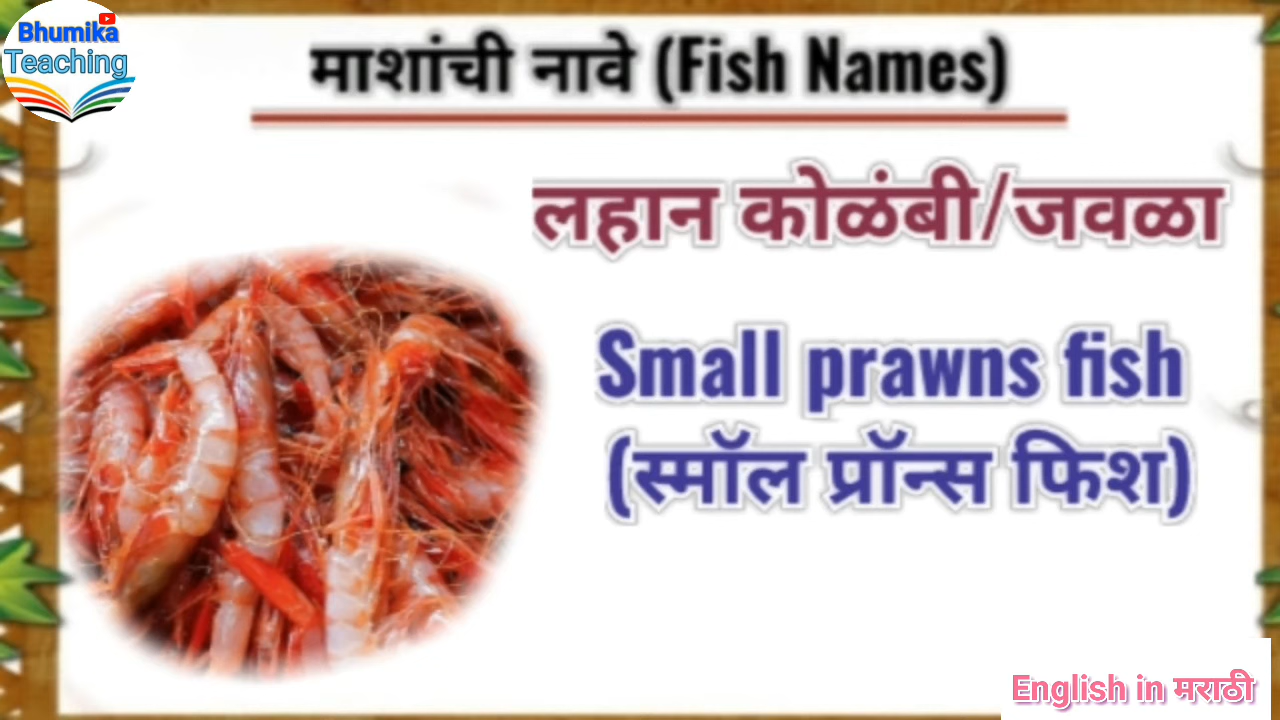 Bhumika
Teaching
माशांची नावे (Fish Names)
लहान कोळंबी/जवळा
Small prawns fish
(स्मॉल प्रॉन्स फिश)
English in मराठी